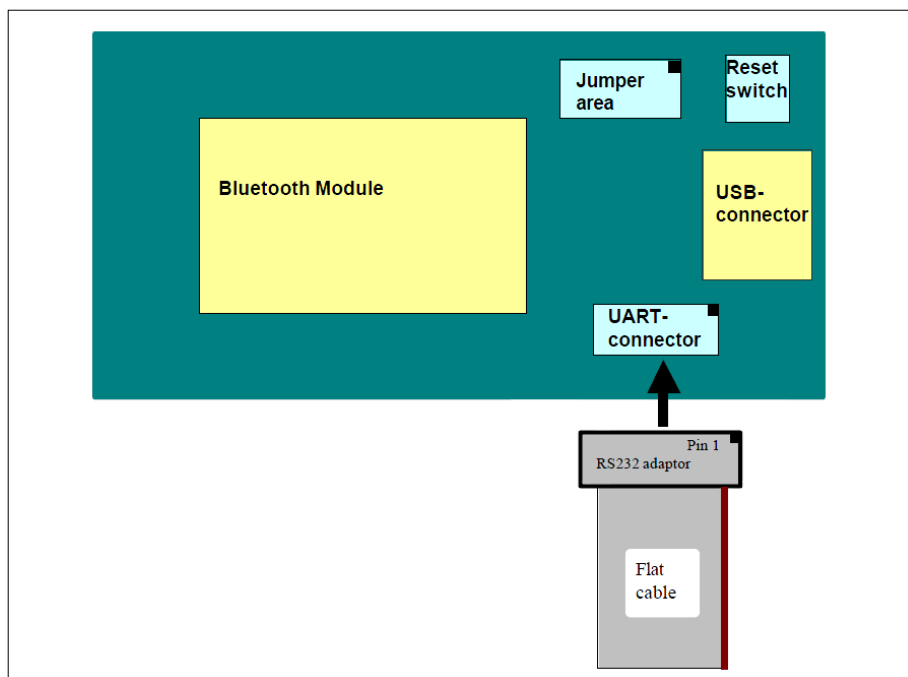 Jumper
area
Reset
switch
Bluetooth Module
USB-
connector
UART-
connector
Pin 1
RS232 adaptor
Flat
cable